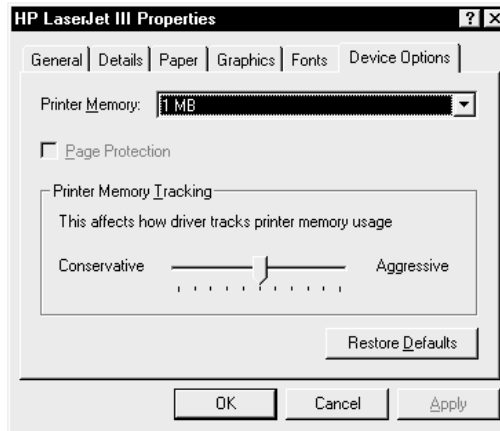 HP LaserJet III Properties
General Details Paper Graphics Fonts Device Options
Printer Memory: 1 MB
Page Protection
Printer Memory Tracking
This affects how driver tracks printer memory usage
Conservative Aggressive
Restore Defaults
OK Cancel Apply